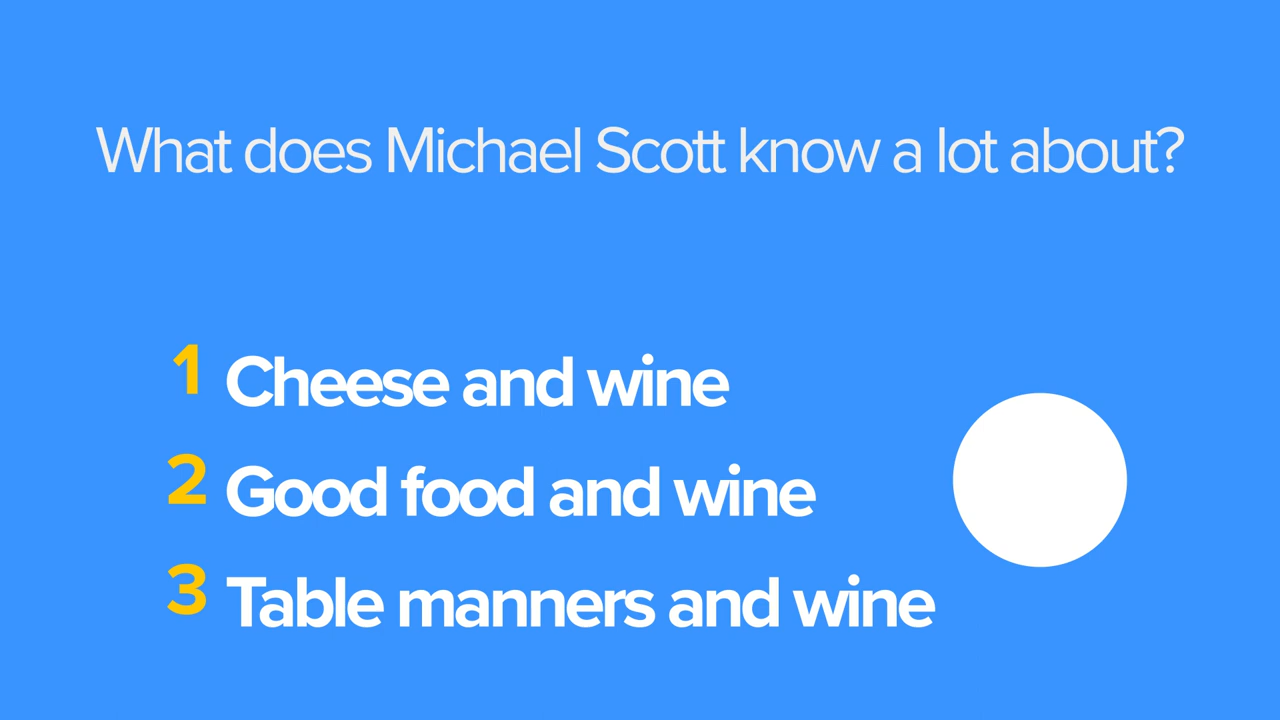 What does Michael Scott know a lot about?
1 Cheese and wine
2 Good food and wine
3 Table manners and wine